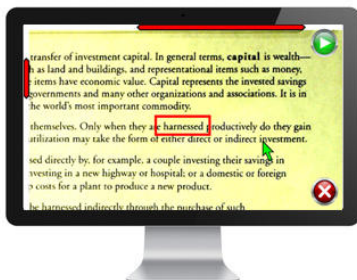 transfer of investment capital. In general terms, capital is wealth—
h as land and buildings, and representational items such as money,
e items have economic value. Capital represents the invested savings
governments and many other organizations and associations. It is in
the world's most important commodity.
themselves. Only when they are harnessed productively do they gain
utilization may take the form of either direct or indirect investment.
sed directly by, for example, a couple investing their savings in
nvesting in a new highway or hospital; or a domestic or foreign
p costs for a plant to produce a new product.
be harnessed indirectly through the purchase of such